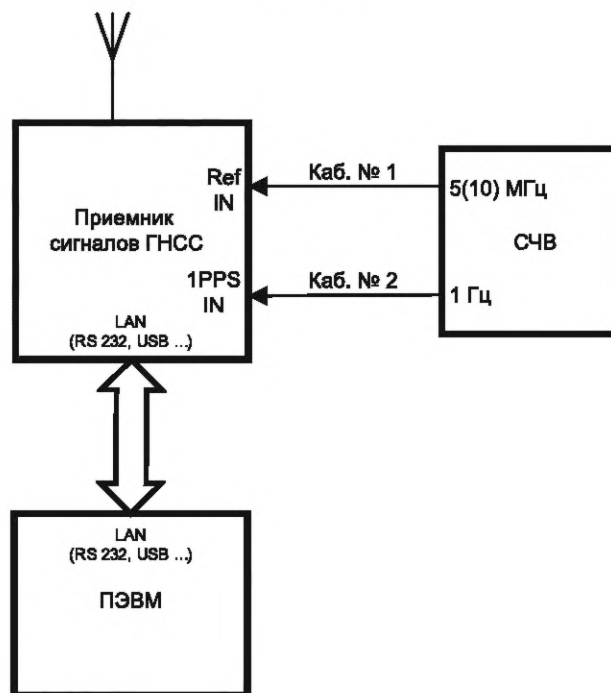 Приемник
сигналов ГНСС
Ref
IN
1PPS
IN
LAN
(RS 232, USB ...)
Каб. № 1
Каб. № 2
5(10) МГц
СЧВ
1 Гц
LAN
(RS 232, USB ...)
ПЭВМ